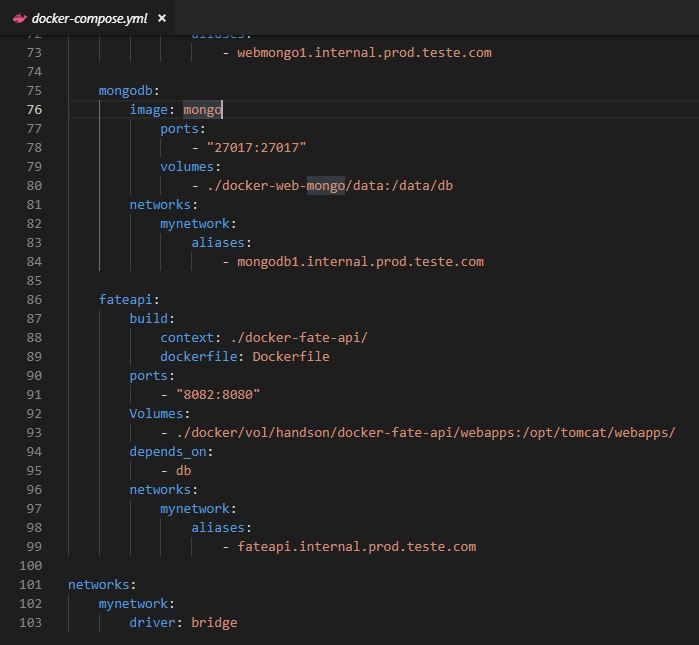 docker-compose.yml ×
72 aliases:
73 - webmongo1.internal.prod.teste.com
74
75 mongodb:
76 image: mongo
77 ports:
78 - "27017:27017"
79 volumes:
80 - ./docker-web-mongo/data:/data/db
81 networks:
82 mynetwork:
83 aliases:
84 - mongodb1.internal.prod.teste.com
85
86 fateapi:
87 build:
88 context: ./docker-fate-api/
89 dockerfile: Dockerfile
90 ports:
91 - "8082:8080"
92 Volumes:
93 - ./docker/vol/handson/docker-fate-api/webapps:/opt/tomcat/webapps/
94 depends_on:
95 - db
96 networks:
97 mynetwork:
98 aliases:
99 - fateapi.internal.prod.teste.com
100
101 networks:
102 mynetwork:
103 driver: bridge